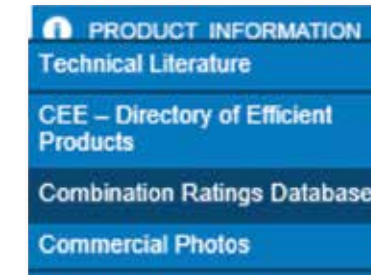 PRODUCT INFORMATION
Technical Literature
CEE – Directory of Efficient
Products
Combination Ratings Database
Commercial Photos